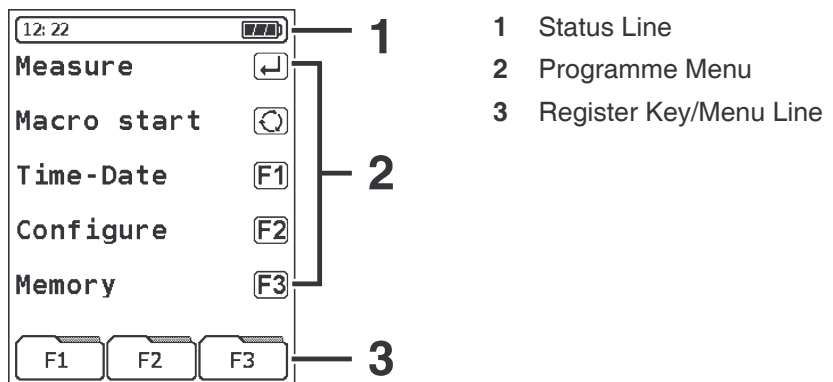 12:22
Measure
Macro start
Time-Date F1
Configure F2
Memory F3
F1 F2 F3
1
2
3
1 Status Line
2 Programme Menu
3 Register Key/Menu Line